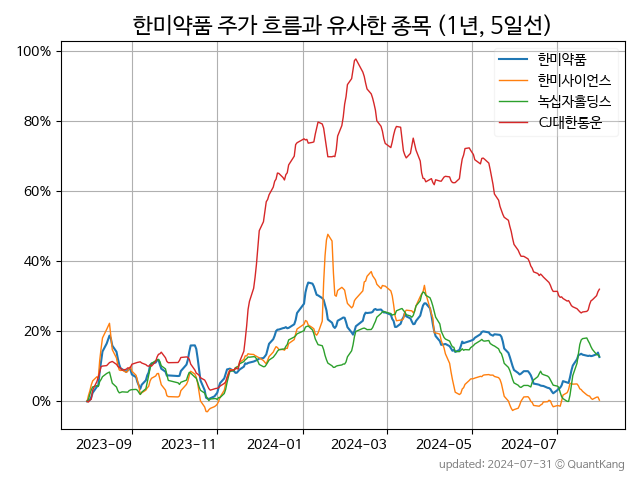 한미약품 주가 흐름과 유사한 종목 (1년, 5일선)
한미약품
한미사이언스
녹십자홀딩스
CJ대한통운
100%
80%
60%
40%
20%
0%
2023-09 2023-11 2024-01 2024-03 2024-05 2024-07
updated: 2024-07-31 © QuantKang